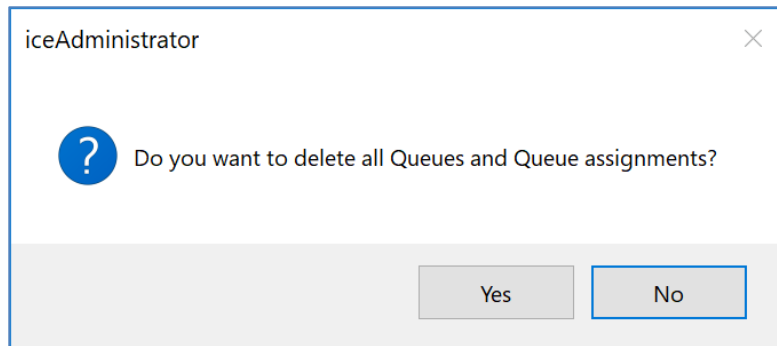 iceAdministrator
Do you want to delete all Queues and Queue assignments?
Yes No